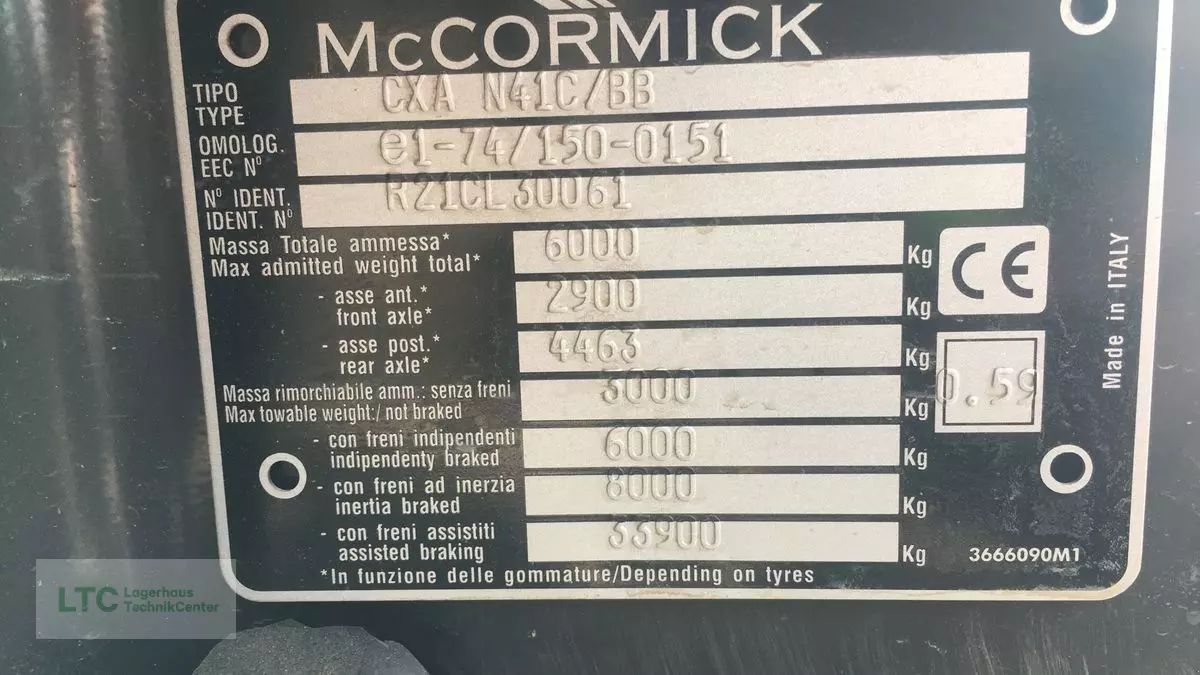 McCORMICK
TIPO
TYPE
CXA N41C/BB
OMOLOG.
EEC Nº
e1-74/150-0151
Nº IDENT.
IDENT. Nº
R21CL30061
Massa Totale ammessa*
Max admitted weight total*
6000 Kg
- asse ant.*
front axle*
2900 Kg
- asse post.*
rear axle*
4463 Kg
Massa rimorchiabile amm.: senza freni
Max towable weight:/ not braked
3000 Kg
- con freni indipendenti
indipendenty braked
6000 Kg
- con freni ad inerzia
inertia braked
8000 Kg
- con freni assistiti
assisted braking
33900 Kg
*In funzione delle gommature/Depending on tyres
CE
0.59
Made in ITALY
3666090M1
LTC Lagerhaus
TechnikCenter